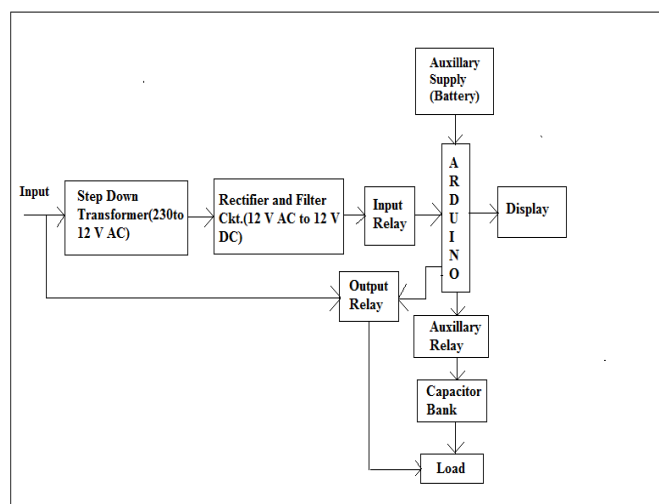 Auxillary
Supply
(Battery)
Input
Step Down
Transformer(230to
12 V AC)
Rectifier and Filter
Ckt.(12 V AC to 12 V
DC)
Input
Relay
A
R
D
U
I
N
O
Display
Output
Relay
Auxillary
Relay
Capacitor
Bank
Load